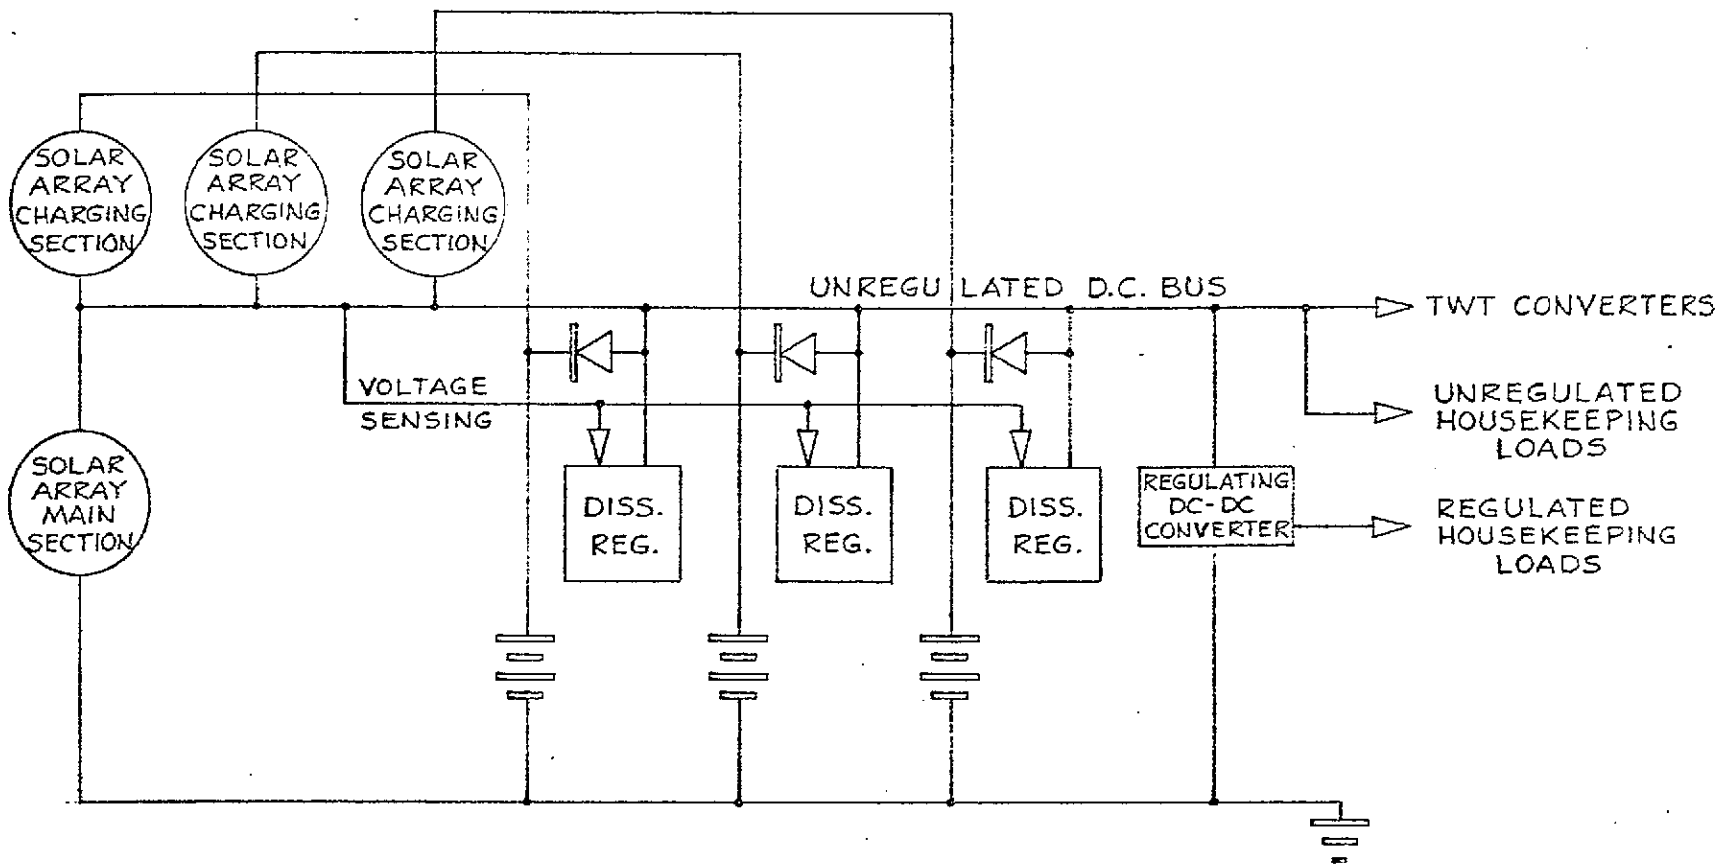 SOLAR
ARRAY
CHARGING
SECTION
SOLAR
ARRAY
CHARGING
SECTION
SOLAR
ARRAY
CHARGING
SECTION
UNREGULATED D.C. BUS
TWT CONVERTERS
VOLTAGE
SENSING
UNREGULATED
HOUSEKEEPING
LOADS
SOLAR
ARRAY
MAIN
SECTION
DISS.
REG.
DISS.
REG.
DISS.
REG.
REGULATING
DC-DC
CONVERTER
REGULATED
HOUSEKEEPING
LOADS